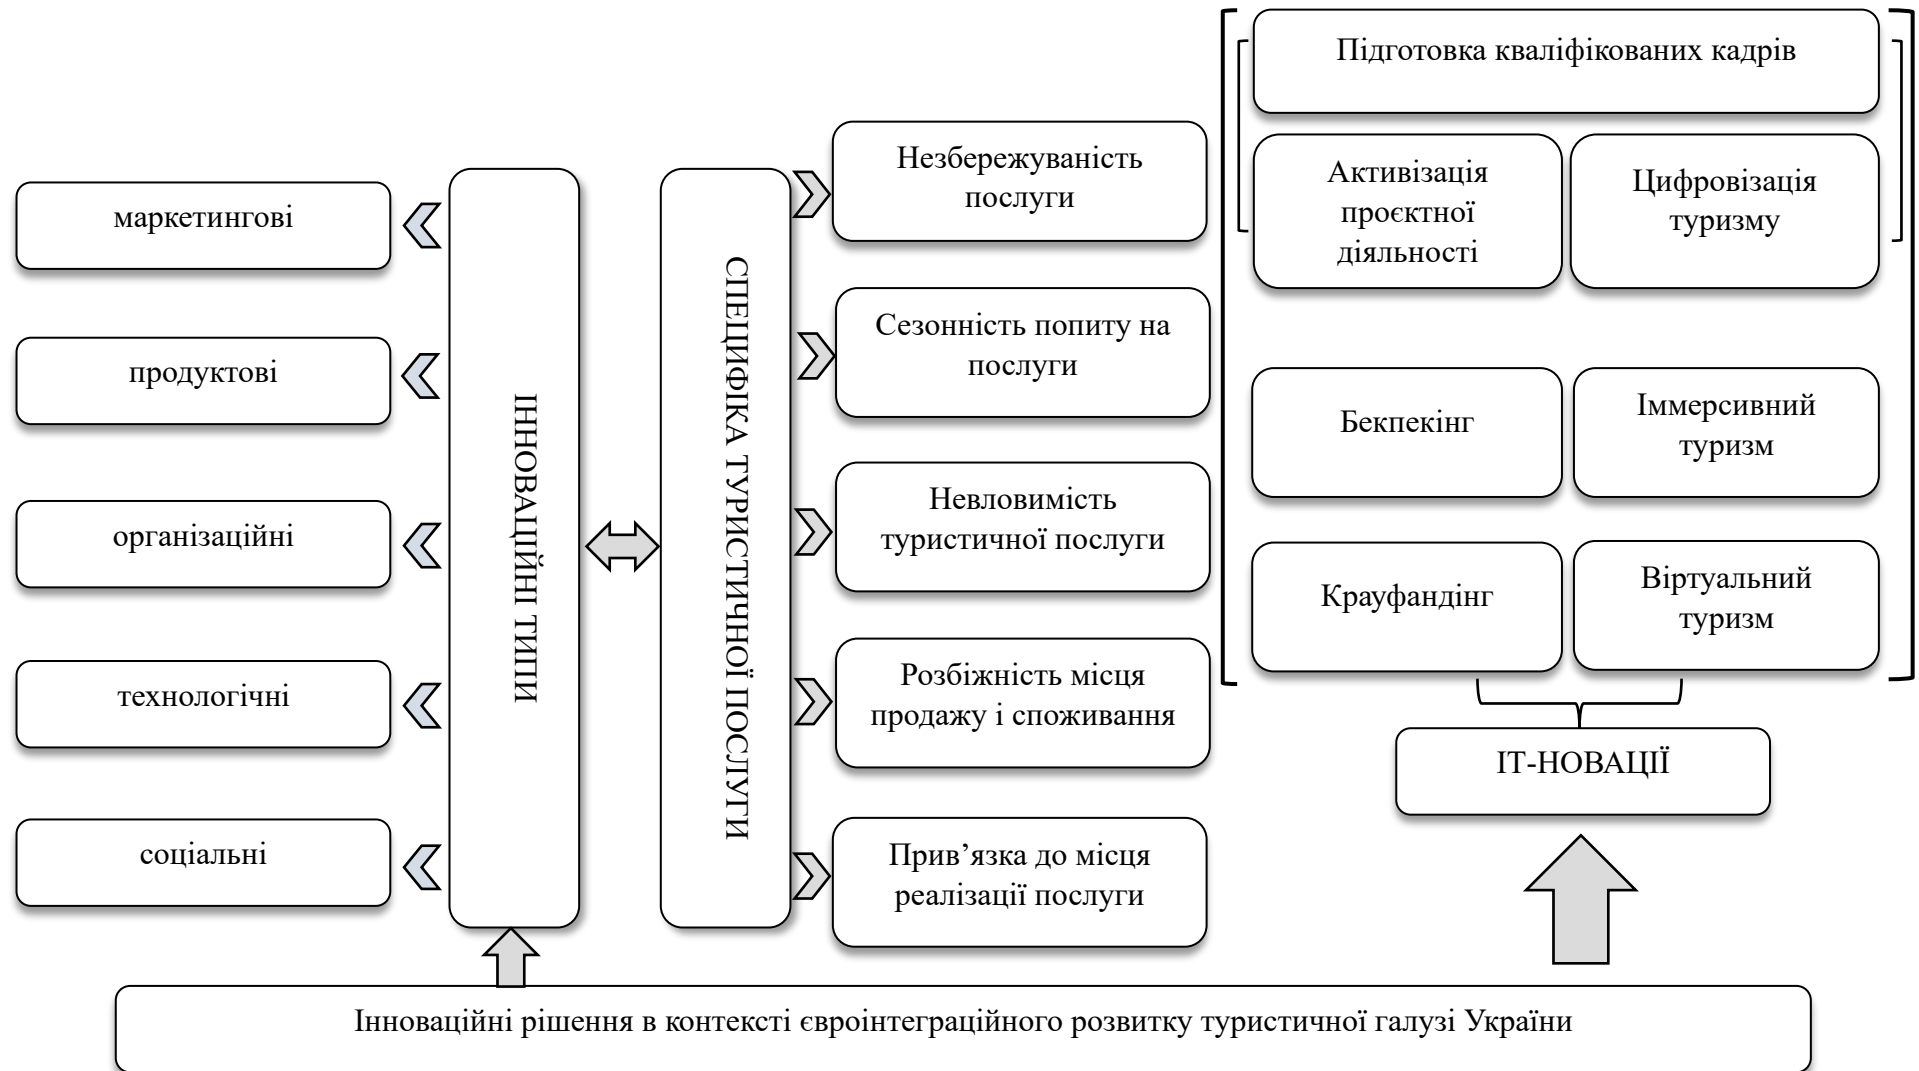 маркетингові
продуктові
організаційні
технологічні
соціальні
ІННОВАЦІЙНІ ТИПИ
СПЕЦИФІКА ТУРИСТИЧНОЇ ПОСЛУГИ
Незбережуваність
послуги
Сезонність попиту на
послуги
Невловимість
туристичної послуги
Розбіжність місця
продажу і споживання
Прив’язка до місця
реалізації послуги
Підготовка кваліфікованих кадрів
Активізація
проєктної
діяльності
Цифровізація
туризму
Бекпекінг
Іммерсивний
туризм
Крауфандінг
Віртуальний
туризм
ІТ-НОВАЦІЇ
Інноваційні рішення в контексті євроінтеграційного розвитку туристичної галузі України